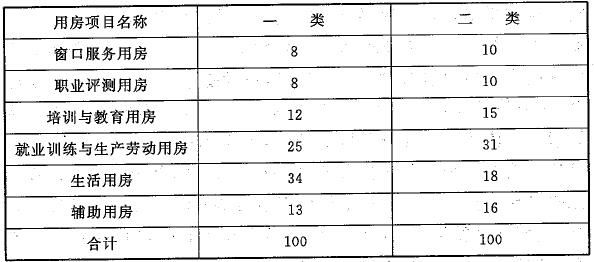 用房项目名称 一 类 二 类
窗口服务用房 8 10
职业评测用房 8 10
培训与教育用房 12 15
就业训练与生产劳动用房 25 31
生活用房 34 18
辅助用房 13 16
合计 100 100